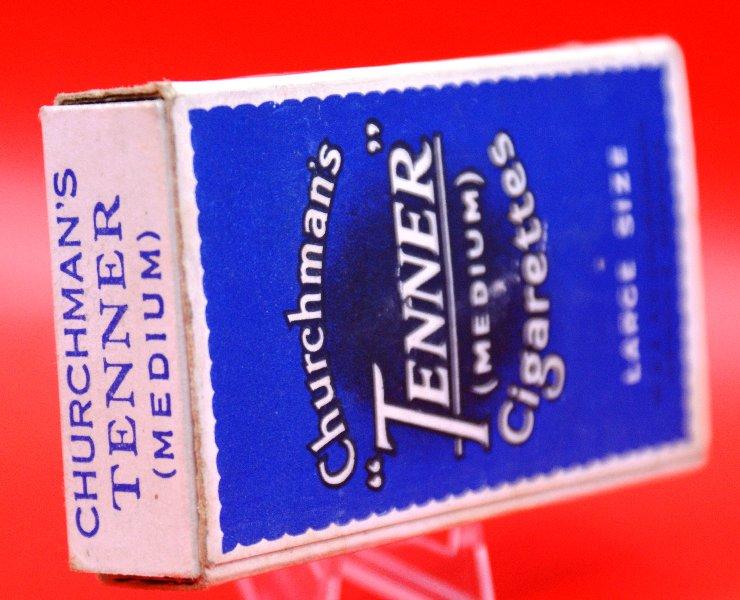 CHURCHMAN'S
TENNER
(MEDIUM)
Churchman's
"TENNER"
(MEDIUM)
Cigarettes
LARGE SIZE